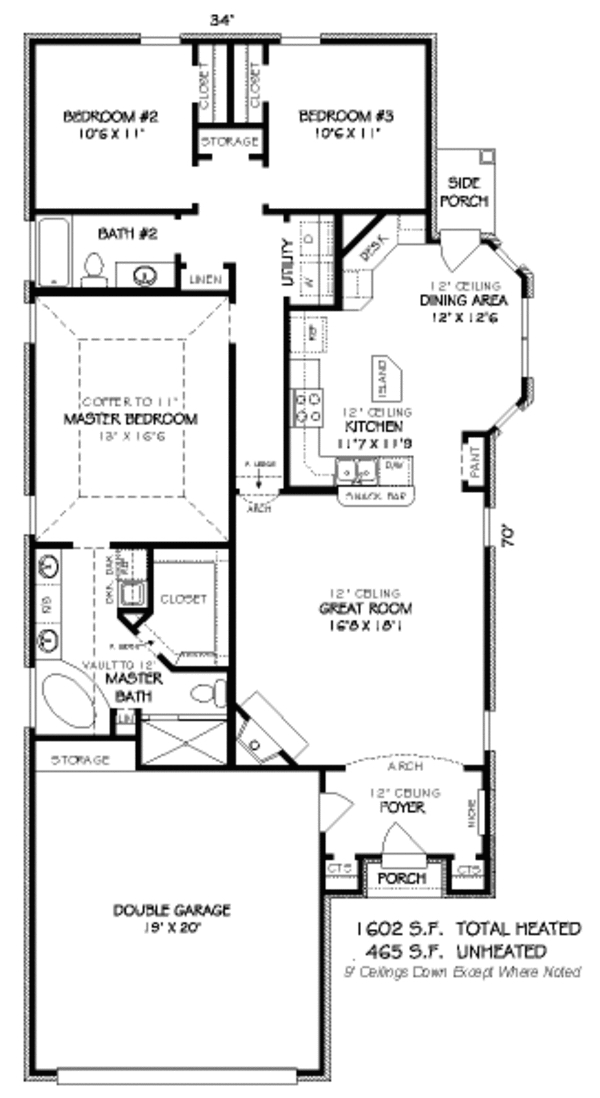 34'
CLOSET
CLOSET
BEDROOM #2
10'6 X 11'
BEDROOM #3
10'6 X 11'
STORAGE
SIDE
PORCH
BATH #2
LINEN
UTILITY
D
W
DESK
12' CEILING
DINING AREA
12' X 12'6
REF
ISLAND
12' CEILING
KITCHEN
11'7 X 11'9
PANT
D/W
SNACK BAR
COFFER TO 11'
MASTER BEDROOM
13' X 16'6
P. LEDGE
ARCH
70'
12' CEILING
GREAT ROOM
16'8 X 18'1
CLOSET
VAULT TO 12'
MASTER
BATH
LIN
STORAGE
ARCH
12' CEILING
FOYER
NICHE
CTS
CTS
PORCH
DOUBLE GARAGE
19' X 20'
1602 S.F. TOTAL HEATED
465 S.F. UNHEATED
9' Ceilings Down Except Where Noted